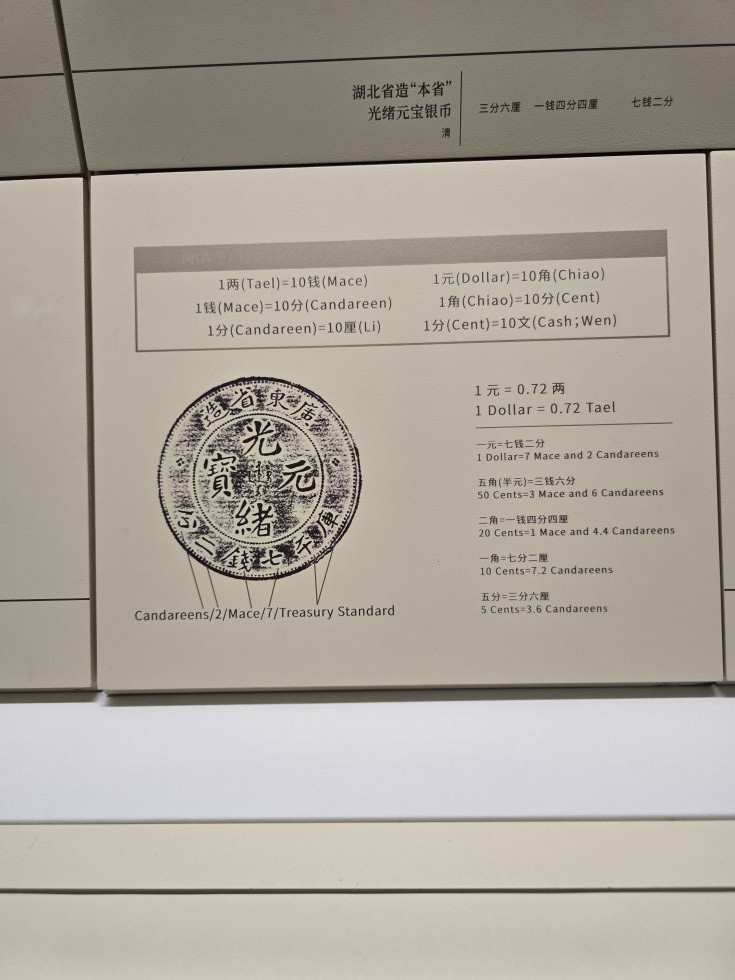 湖北省造“本省”
光绪元宝银币
清
三分六厘 一钱四分四厘 七钱二分
1两(Tael)=10钱(Mace)
1钱(Mace)=10分(Candareen)
1分(Candareen)=10厘(Li)
1元(Dollar)=10角(Chiao)
1角(Chiao)=10分(Cent)
1分(Cent)=10文(Cash;Wen)
造省東廣
光緒元寶
庫平七錢二分
Candareens/2/Mace/7/Treasury Standard
1 元 = 0.72 两
1 Dollar = 0.72 Tael
一元=七钱二分
1 Dollar=7 Mace and 2 Candareens
五角(半元)=三钱六分
50 Cents=3 Mace and 6 Candareens
二角=一钱四分四厘
20 Cents=1 Mace and 4.4 Candareens
一角=七分二厘
10 Cents=7.2 Candareens
五分=三分六厘
5 Cents=3.6 Candareens